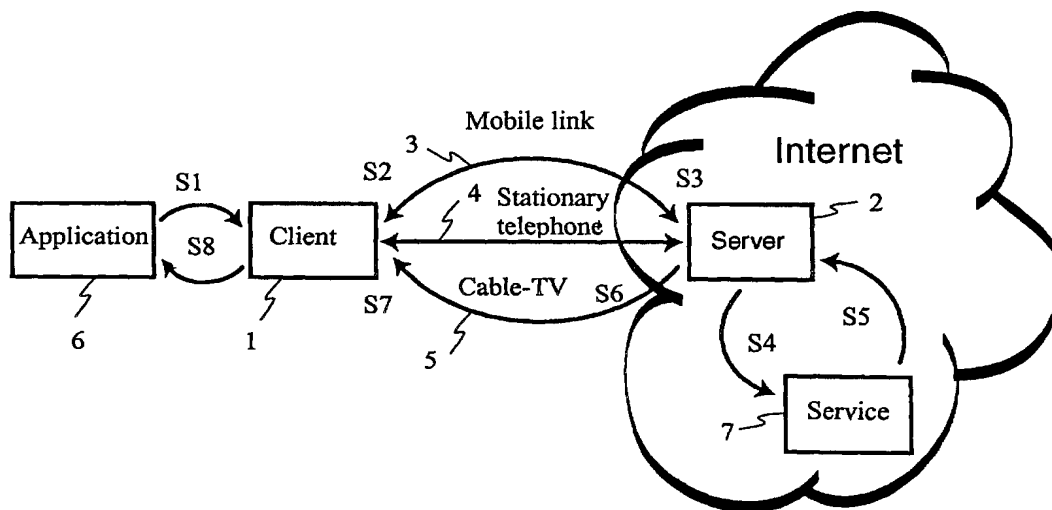 Mobile link
Internet
3
S2
S3
S1
4
Stationary
telephone
2
Application
Client
Server
S8
Cable-TV
S7
S6
S5
S4
6
1
5
7
Service